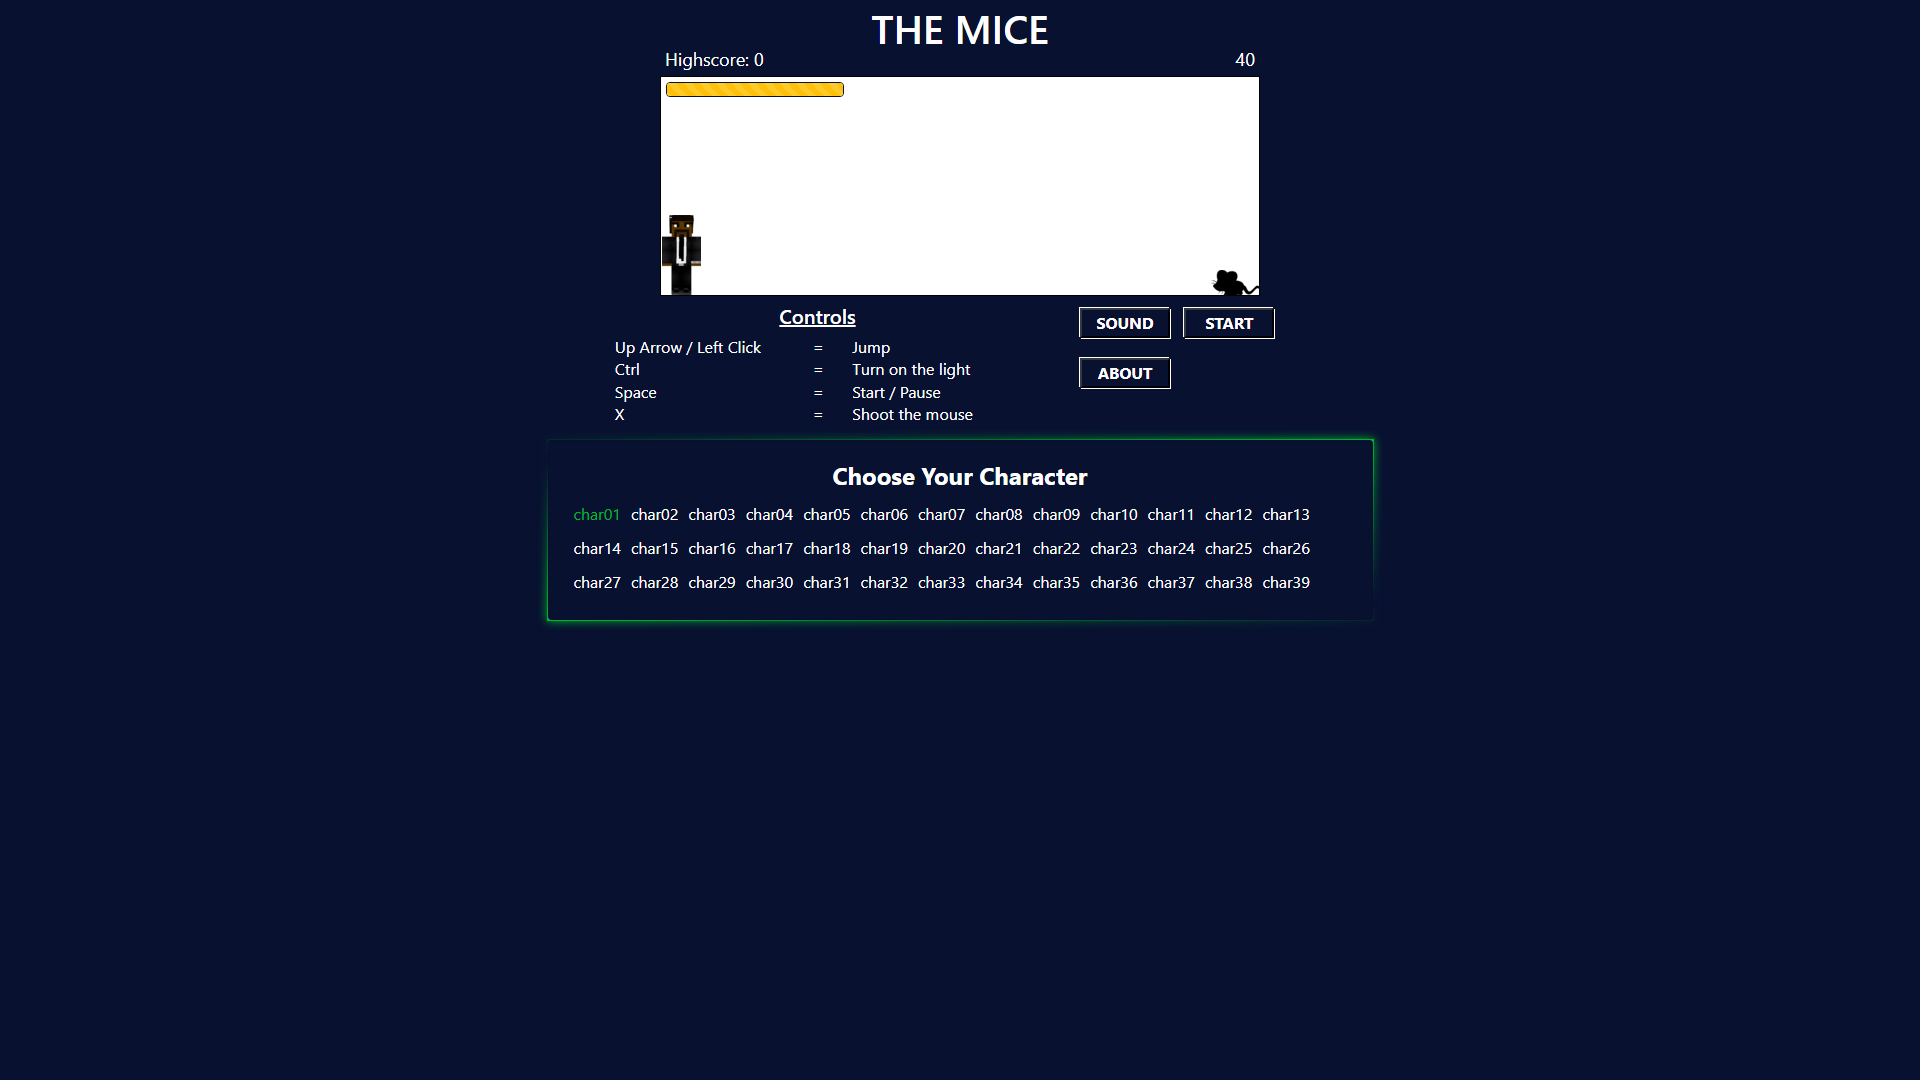 THE MICE
Highscore: 0 40
Controls
Up Arrow / Left Click = Jump
Ctrl = Turn on the light
Space = Start / Pause
X = Shoot the mouse
SOUND START
ABOUT
Choose Your Character
char01 char02 char03 char04 char05 char06 char07 char08 char09 char10 char11 char12 char13
char14 char15 char16 char17 char18 char19 char20 char21 char22 char23 char24 char25 char26
char27 char28 char29 char30 char31 char32 char33 char34 char35 char36 char37 char38 char39